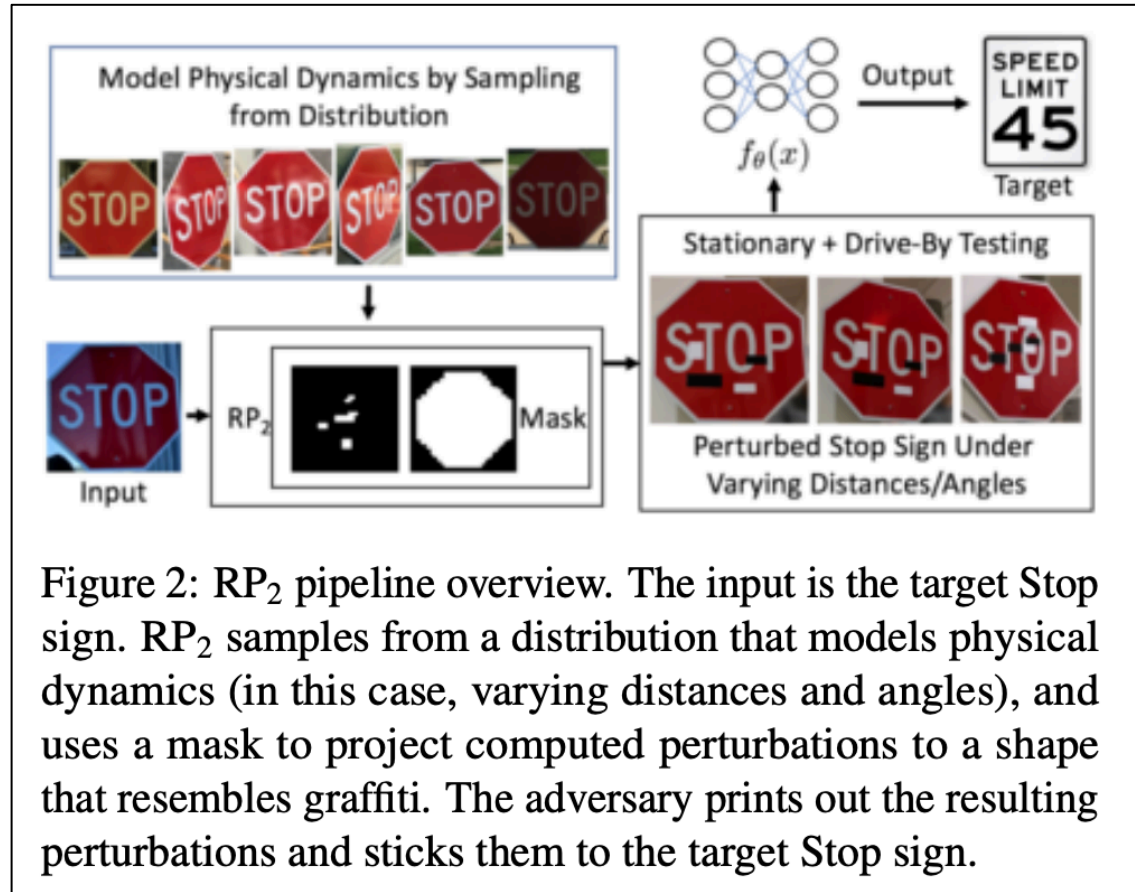 Model Physical Dynamics by Sampling
from Distribution
STOP
STOP
STOP
STOP
STOP
STOP
fθ(x)
Output
SPEED
LIMIT
45
Target
STOP
Input
RP₂
Mask
Stationary + Drive-By Testing
STOP
STOP
STOP
Perturbed Stop Sign Under
Varying Distances/Angles
Figure 2: RP₂ pipeline overview. The input is the target Stop
sign. RP₂ samples from a distribution that models physical
dynamics (in this case, varying distances and angles), and
uses a mask to project computed perturbations to a shape
that resembles graffiti. The adversary prints out the resulting
perturbations and sticks them to the target Stop sign.